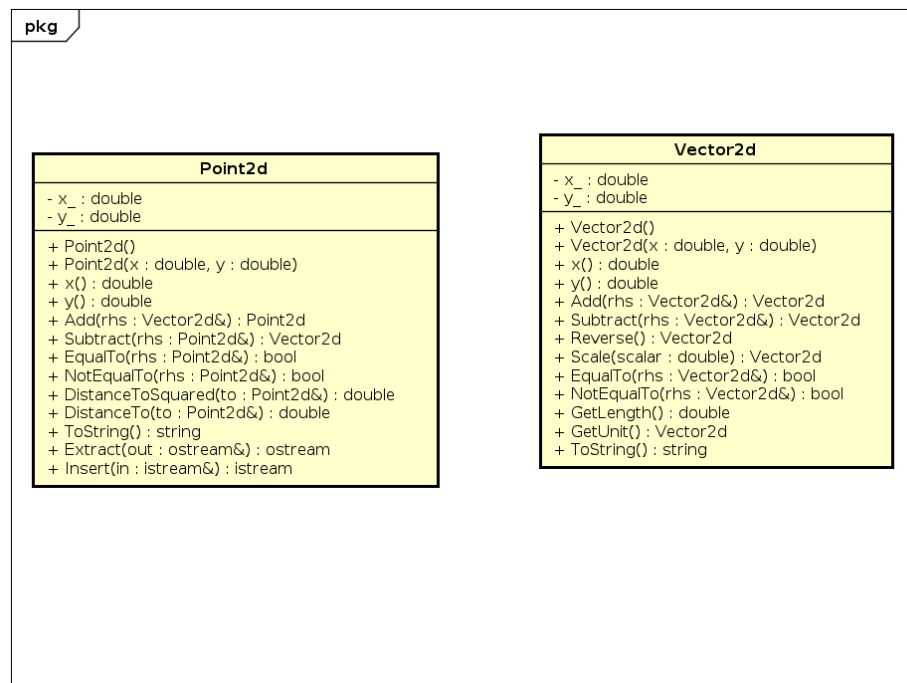 pkg
Point2d
- x_ : double
- y_ : double
+ Point2d()
+ Point2d(x : double, y : double)
+ x() : double
+ y() : double
+ Add(rhs : Vector2d&) : Point2d
+ Subtract(rhs : Point2d&) : Vector2d
+ EqualTo(rhs : Point2d&) : bool
+ NotEqualTo(rhs : Point2d&) : bool
+ DistanceToSquared(to : Point2d&) : double
+ DistanceTo(to : Point2d&) : double
+ ToString() : string
+ Extract(out : ostream&) : ostream
+ Insert(in : istream&) : istream
Vector2d
- x_ : double
- y_ : double
+ Vector2d()
+ Vector2d(x : double, y : double)
+ x() : double
+ y() : double
+ Add(rhs : Vector2d&) : Vector2d
+ Subtract(rhs : Vector2d&) : Vector2d
+ Reverse() : Vector2d
+ Scale(scalar : double) : Vector2d
+ EqualTo(rhs : Vector2d&) : bool
+ NotEqualTo(rhs : Vector2d&) : bool
+ GetLength() : double
+ GetUnit() : Vector2d
+ ToString() : string